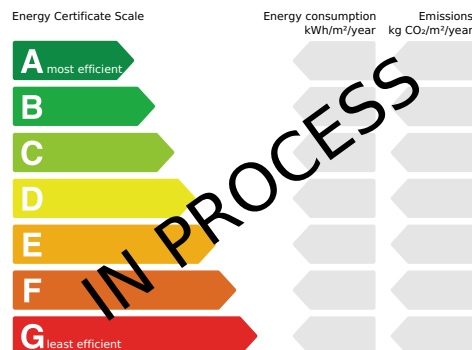 Energy Certificate Scale
Energy consumption
kWh/m²/year
Emissions
kg CO₂/m²/year
A most efficient
B
C
D
E
F
G least efficient
IN PROCESS